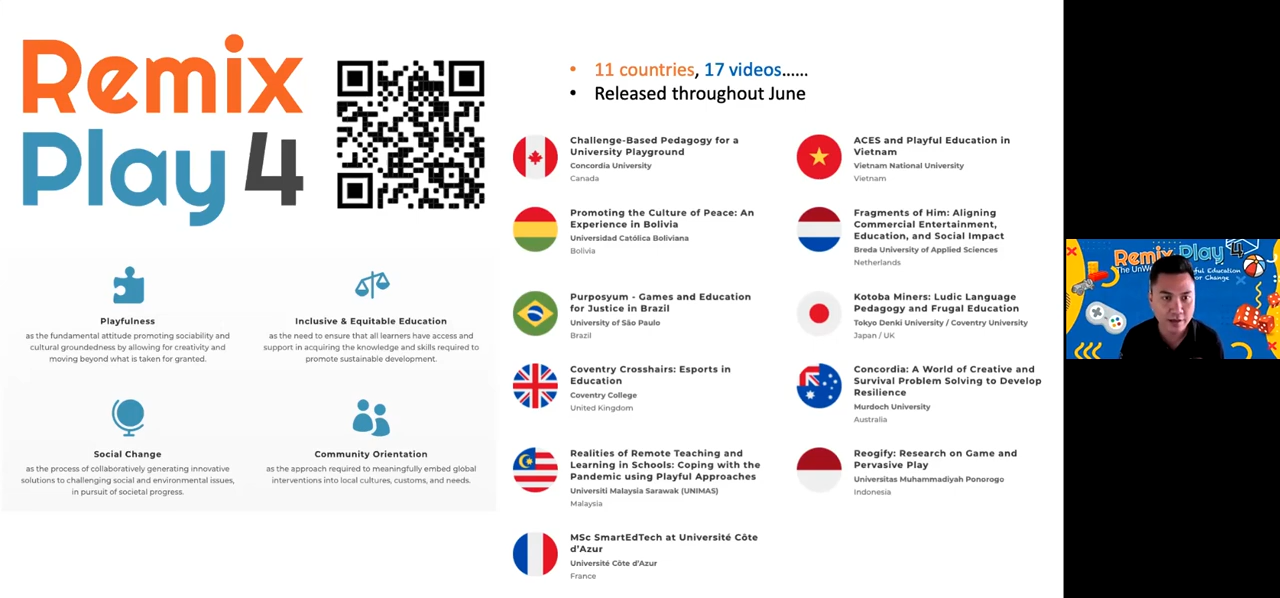 Remix
Play 4
• 11 countries, 17 videos......
• Released throughout June
Playfulness
as the fundamental attitude promoting sociability and
cultural groundedness by allowing for creativity and
moving beyond what is taken for granted.
Inclusive & Equitable Education
as the need to ensure that all learners have access and
support in acquiring the knowledge and skills required to
promote sustainable development.
Social Change
as the process of collaboratively generating innovative
solutions to challenging social and environmental issues,
in pursuit of societal progress.
Community Orientation
as the approach required to meaningfully embed global
interventions into local cultures, customs, and needs.
Challenge-Based Pedagogy for a
University Playground
Concordia University
Canada
Promoting the Culture of Peace: An
Experience in Bolivia
Universidad Católica Boliviana
Bolivia
Purposyum - Games and Education
for Justice in Brazil
University of São Paulo
Brazil
Coventry Crosshairs: Esports in
Education
Coventry College
United Kingdom
Realities of Remote Teaching and
Learning in Schools: Coping with the
Pandemic using Playful Approaches
Universiti Malaysia Sarawak (UNIMAS)
Malaysia
MSc SmartEdTech at Université Côte
d'Azur
Université Côte d'Azur
France
ACES and Playful Education in
Vietnam
Vietnam National University
Vietnam
Fragments of Him: Aligning
Commercial Entertainment,
Education, and Social Impact
Breda University of Applied Sciences
Netherlands
Kotoba Miners: Ludic Language
Pedagogy and Frugal Education
Tokyo Denki University / Coventry University
Japan / UK
Concordia: A World of Creative and
Survival Problem Solving to Develop
Resilience
Murdoch University
Australia
Reogify: Research on Game and
Pervasive Play
Universitas Muhammadiyah Ponorogo
Indonesia
Remix Play 4